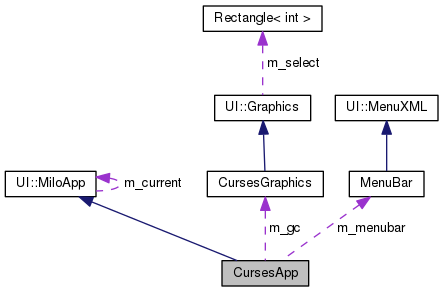 Rectangle< int >
m_select
UI::Graphics
UI::MenuXML
UI::MiloApp
m_current
CursesGraphics
MenuBar
m_gc
m_menubar
CursesApp